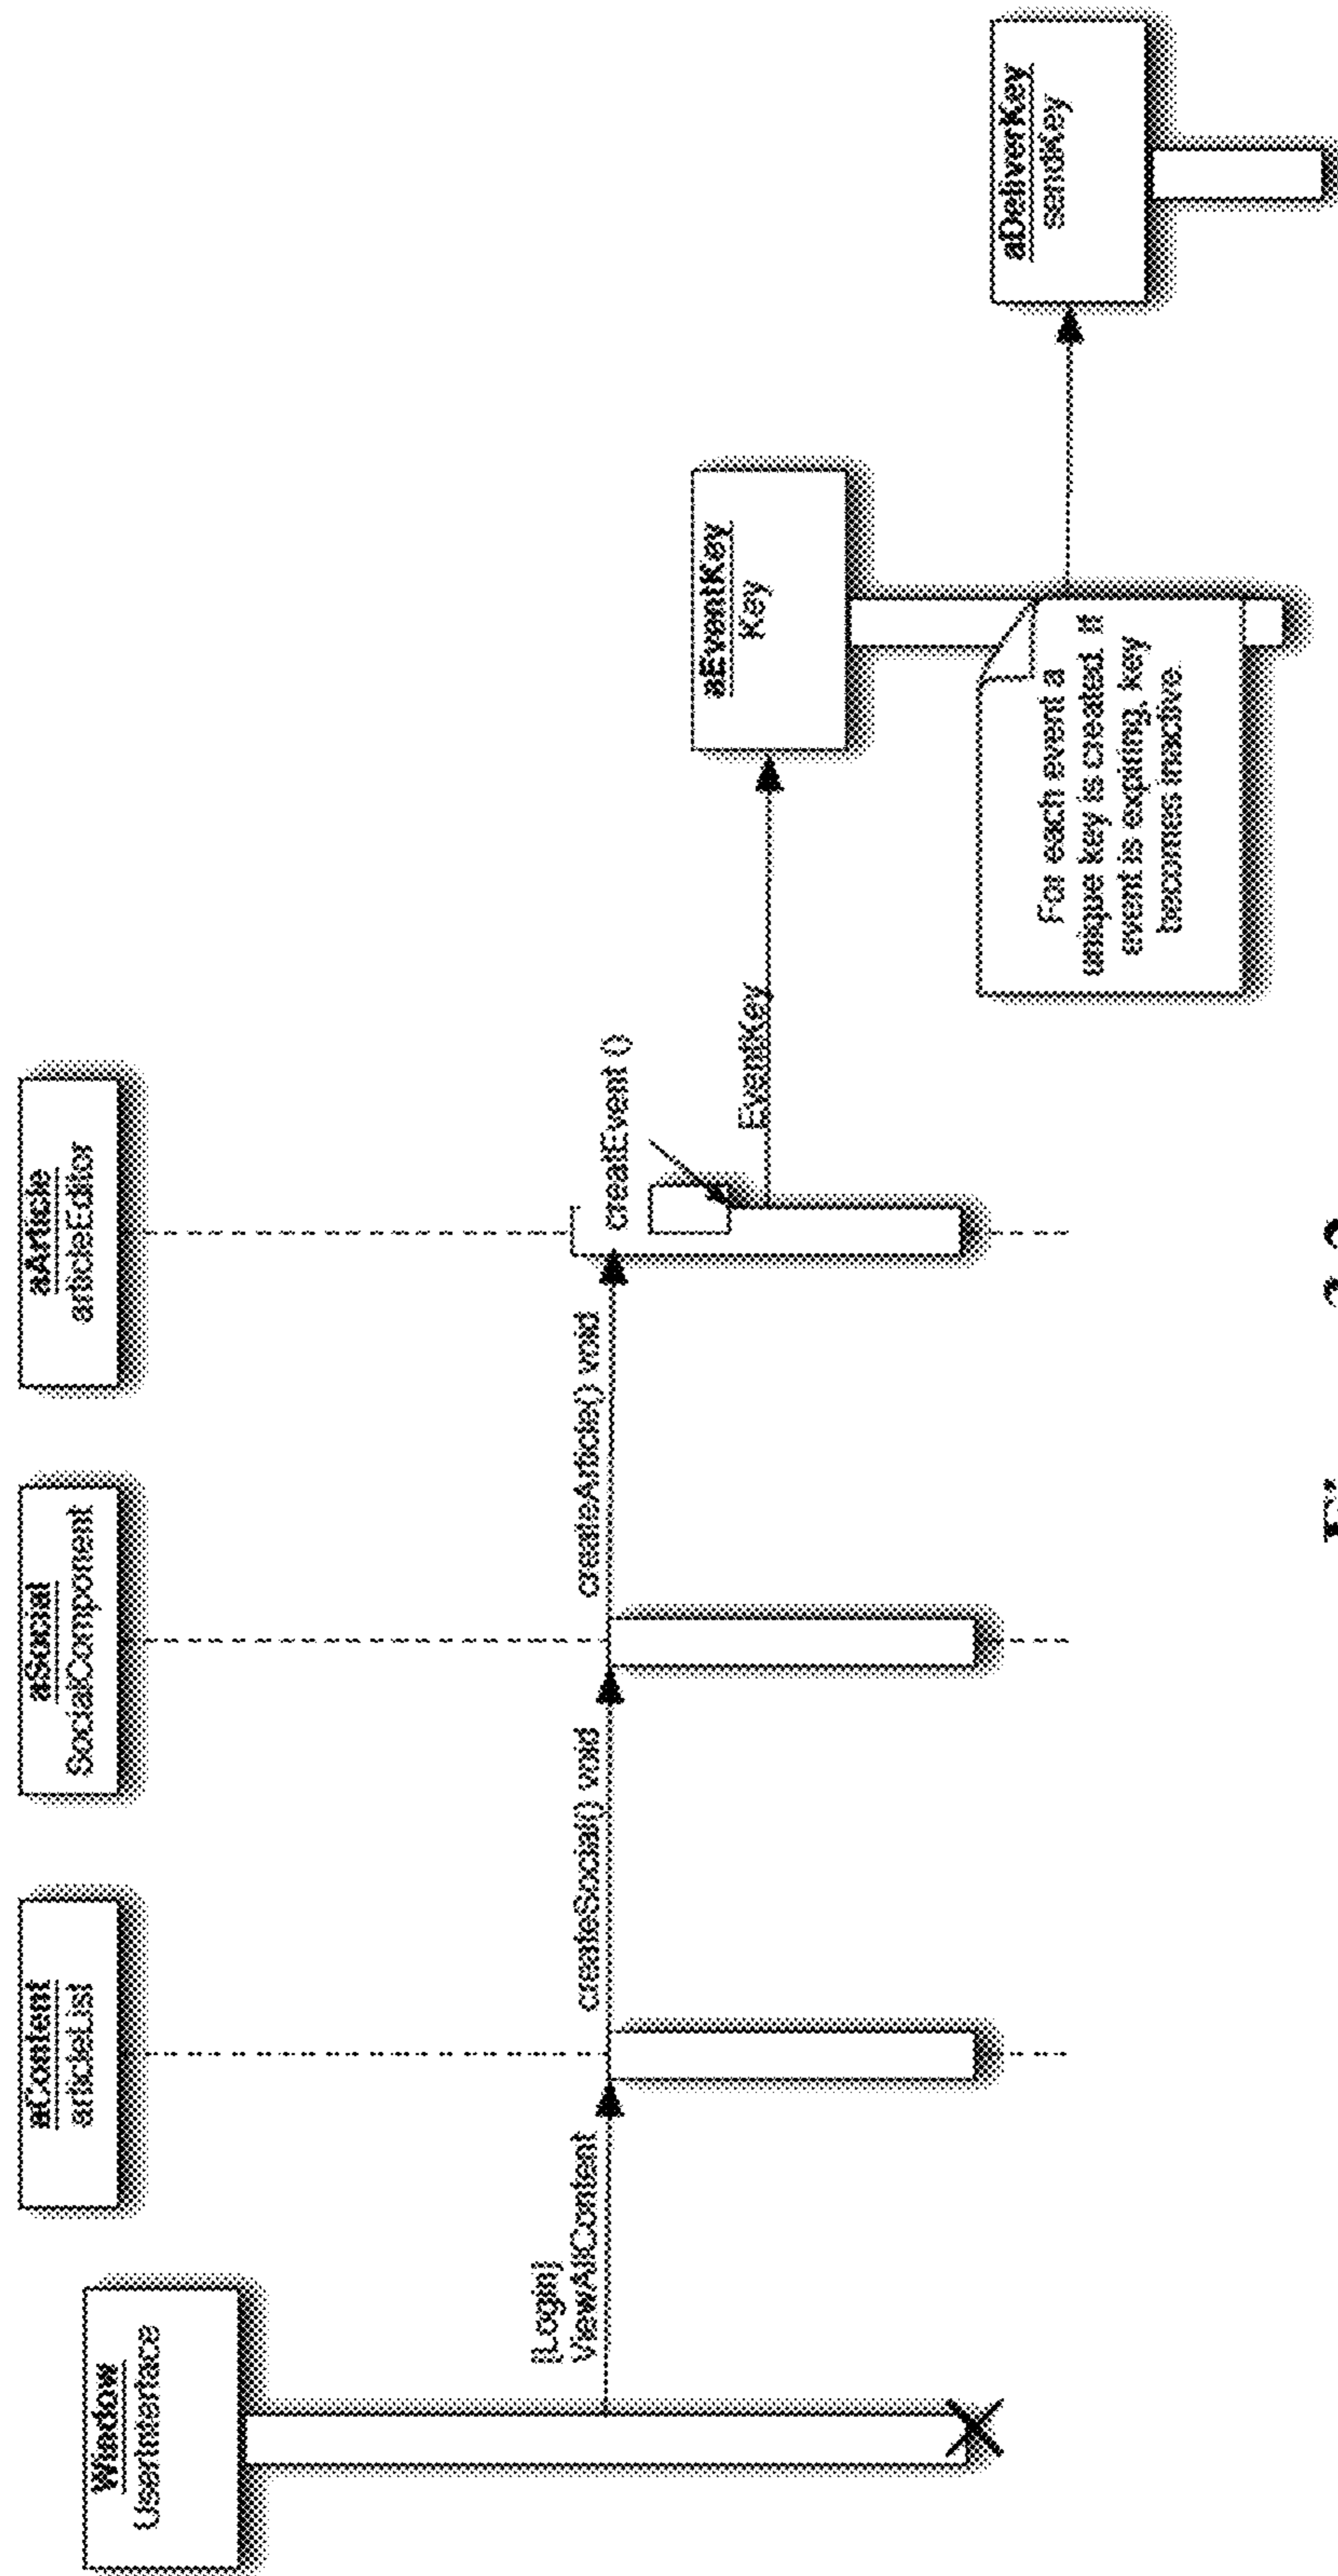 Window
UserInterface
aContent
articleList
aSocial
SocialComponent
aArticle
articleEditor
[Login]
ViewAllContent
createSocial() void
createArticle() void
creatEvent ()
EventKey
aEventKey
Key
For each event a
unique key is created. If
event is expiring, key
becomes inactive.
aDeliverKey
sendKey